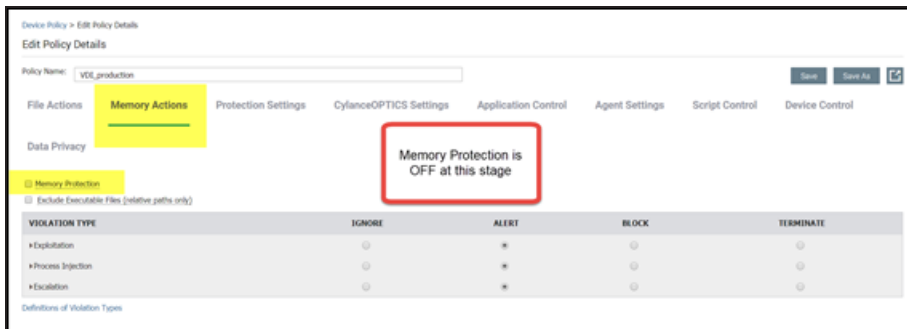 Device Policy > Edit Policy Details
Edit Policy Details
Policy Name: VDI_production Save Save As
File Actions Memory Actions Protection Settings CylanceOPTICS Settings Application Control Agent Settings Script Control Device Control
Data Privacy
Memory Protection is
OFF at this stage
Memory Protection
Exclude Executable Files (relative paths only)
VIOLATION TYPE IGNORE ALERT BLOCK TERMINATE
Exploitation
Process Injection
Escalation
Definitions of Violation Types